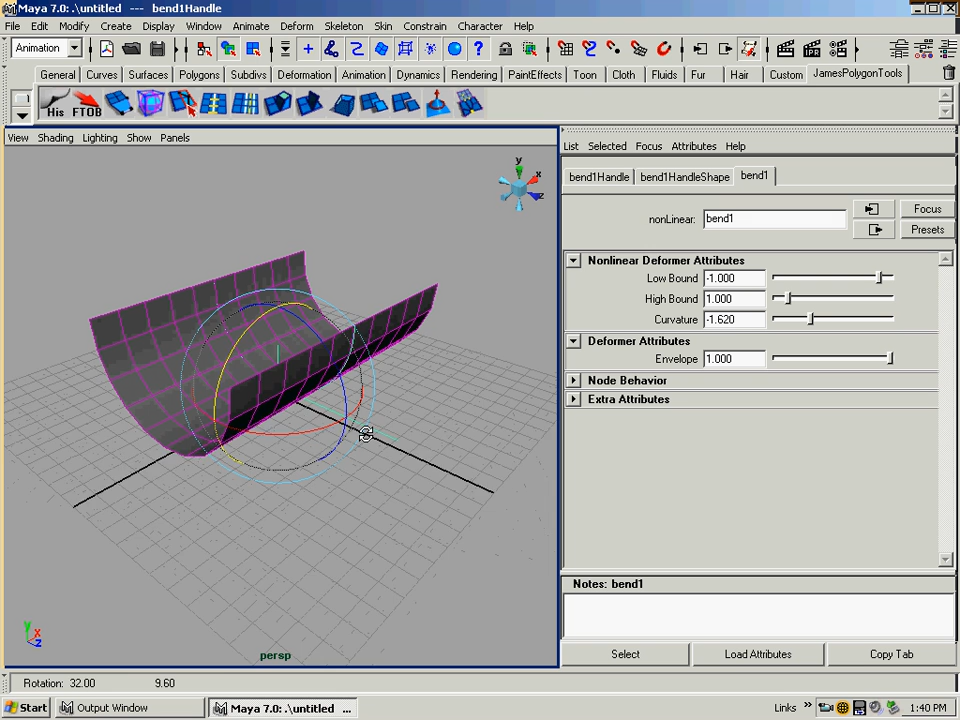 Maya 7.0: .\untitled --- bend1Handle
File Edit Modify Create Display Window Animate Deform Skeleton Skin Constrain Character Help
Animation
General Curves Surfaces Polygons Subdivs Deformation Animation Dynamics Rendering PaintEffects Toon Cloth Fluids Fur Hair Custom JamesPolygonTools
His FTOB
View Shading Lighting Show Panels
List Selected Focus Attributes Help
bend1Handle bend1HandleShape bend1
nonLinear: bend1 Focus
Presets
Nonlinear Deformer Attributes
Low Bound -1.000
High Bound 1.000
Curvature -1.620
Deformer Attributes
Envelope 1.000
Node Behavior
Extra Attributes
y
x
z
Notes: bend1
y
x
z
persp
Select Load Attributes Copy Tab
Rotation: 32.00 9.60
Start Output Window Maya 7.0: .\untitled ... Links » 1:40 PM